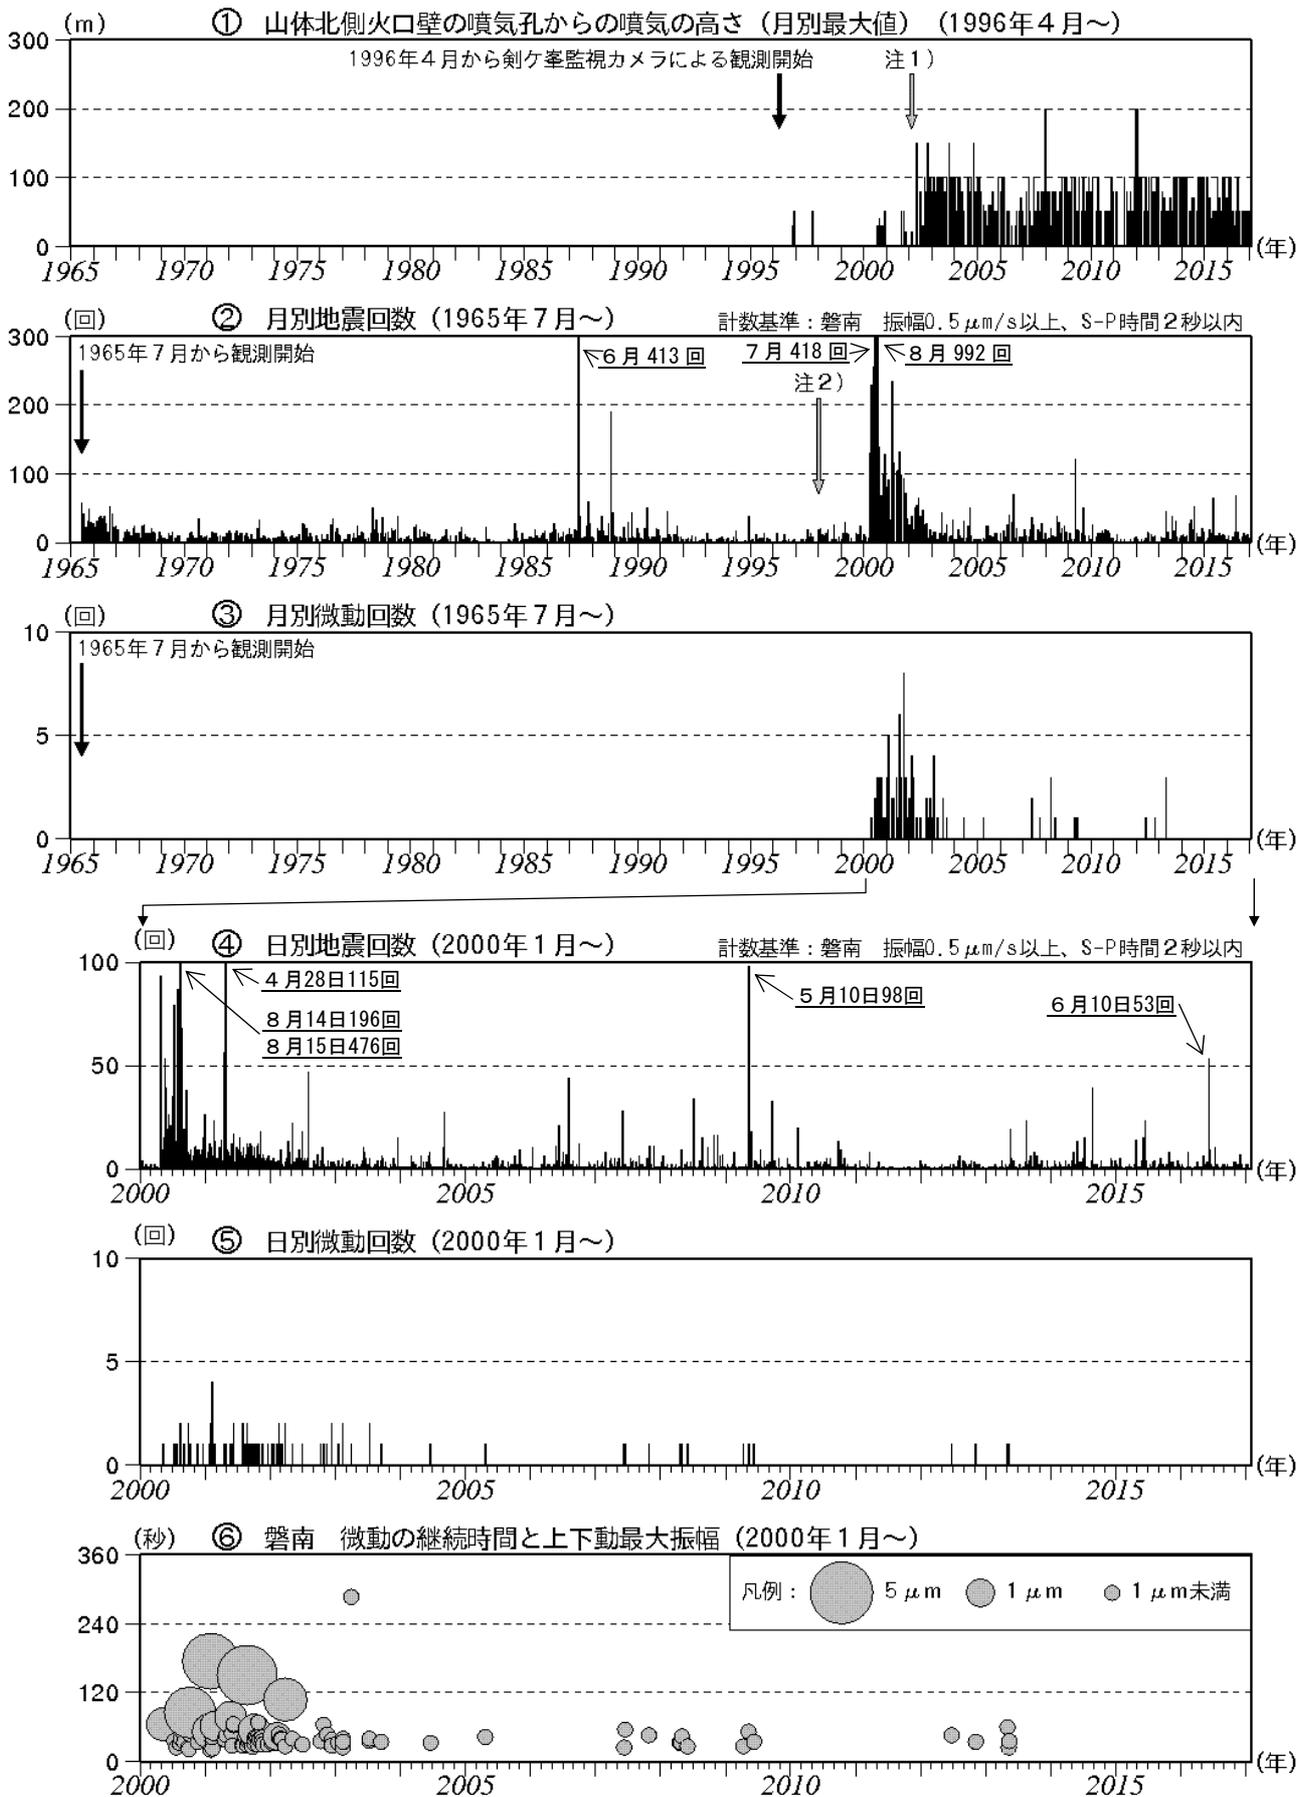 (m) ① 山体北側火口壁の噴気孔からの噴気の高さ（月別最大値）（1996年４月～）
300
1996年４月から剣ケ峯監視カメラによる観測開始 注１）
200
100
0
(年)
1965 1970 1975 1980 1985 1990 1995 2000 2005 2010 2015
(回) ② 月別地震回数（1965年７月～） 計数基準：磐南 振幅0.5μm/s以上、S-P時間２秒以内
300
1965年７月から観測開始 ６月 413 回 ７月 418 回 ８月 992 回
注２）
200
100
0
(年)
1965 1970 1975 1980 1985 1990 1995 2000 2005 2010 2015
(回) ③ 月別微動回数（1965年７月～）
10
1965年７月から観測開始
5
0
(年)
1965 1970 1975 1980 1985 1990 1995 2000 2005 2010 2015
(回) ④ 日別地震回数（2000年１月～） 計数基準：磐南 振幅0.5μm/s以上、S-P時間２秒以内
100
４月28日115回
５月10日98回
６月10日53回
８月14日196回
８月15日476回
50
0
(年)
2000 2005 2010 2015
(回) ⑤ 日別微動回数（2000年１月～）
10
5
0
(年)
2000 2005 2010 2015
(秒) ⑥ 磐南 微動の継続時間と上下動最大振幅（2000年１月～）
360
凡例： ５μm １μm １μm未満
240
120
0
(年)
2000 2005 2010 2015